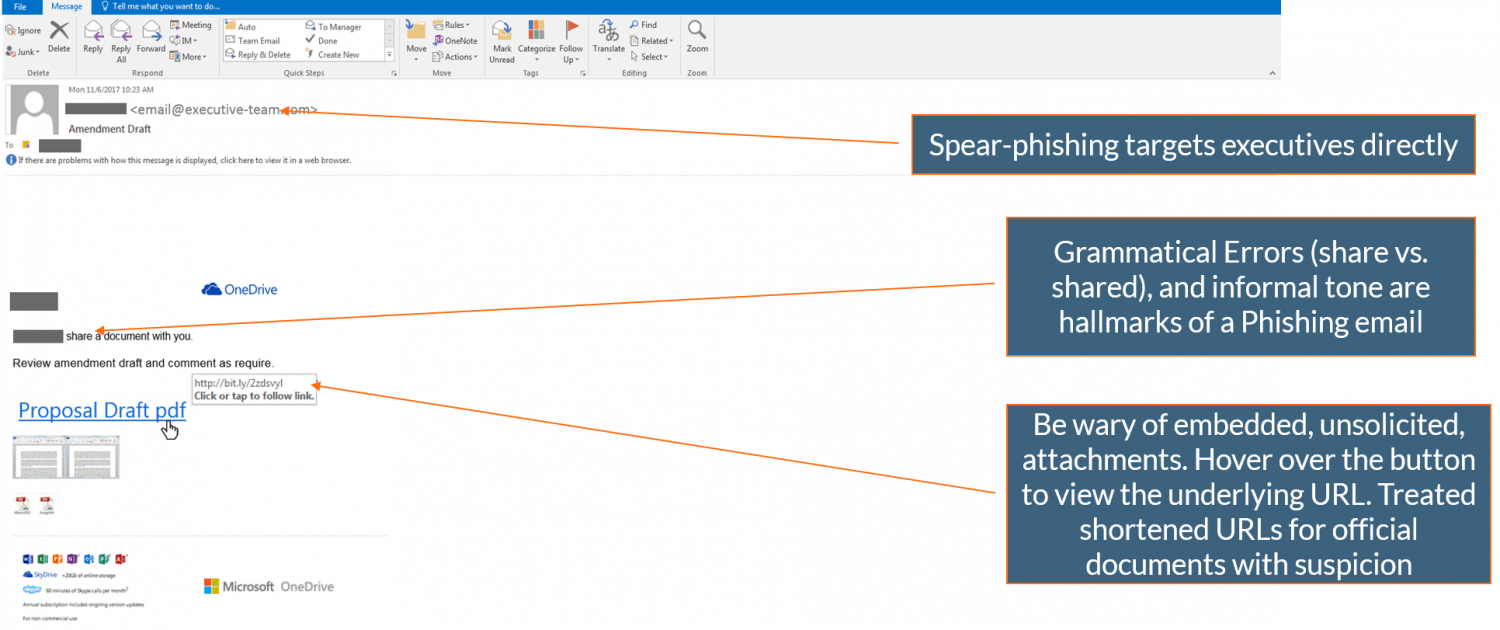 File Message Tell me what you want to do...
Ignore
Junk
Delete
Reply
Reply All
Forward
Meeting
IM
More
Auto
Team Email
Reply & Delete
To Manager
Done
Create New
Move
Rules
OneNote
Actions
Mark Unread
Categorize
Follow Up
Translate
Find
Related
Select
Zoom
Delete Respond Quick Steps Move Tags Editing Zoom
Mon 11/6/2017 10:23 AM
<email@executive-team.com>
Amendment Draft
To
If there are problems with how this message is displayed, click here to view it in a web browser.
Spear-phishing targets executives directly
OneDrive
share a document with you.
Review amendment draft and comment as require.
Grammatical Errors (share vs.
shared), and informal tone are
hallmarks of a Phishing email
http://bit.ly/2zdsvyl
Click or tap to follow link.
Proposal Draft pdf
Be wary of embedded, unsolicited,
attachments. Hover over the button
to view the underlying URL. Treated
shortened URLs for official
documents with suspicion
SkyDrive +20GB of online storage
60 minutes of Skype calls per month²
Annual subscription includes ongoing version updates
For non-commercial use
Microsoft OneDrive